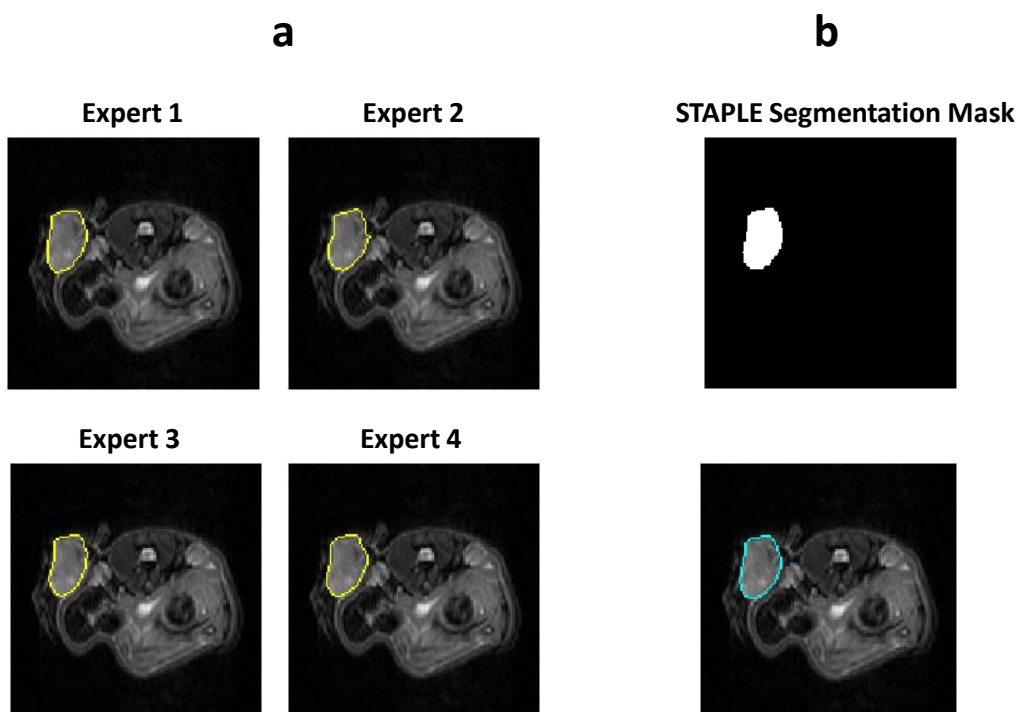 a
b
Expert 1
Expert 2
STAPLE Segmentation Mask
Expert 3
Expert 4